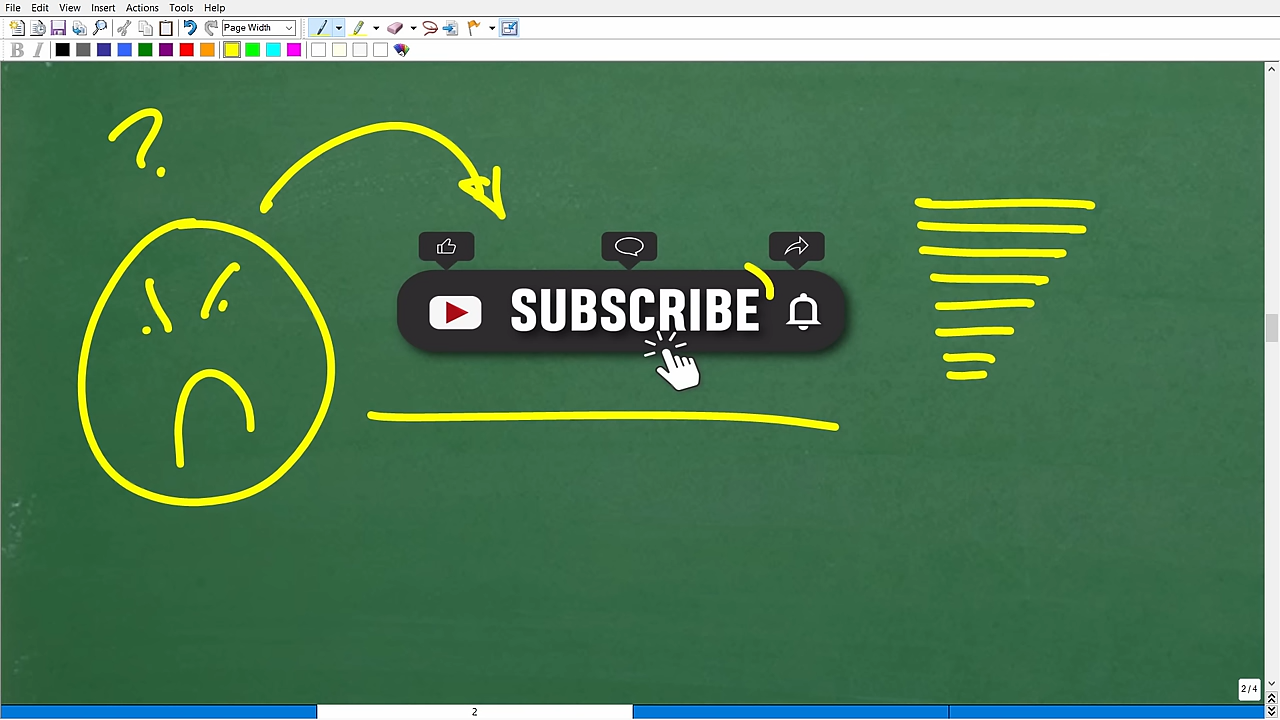 File Edit View Insert Actions Tools Help
Page Width
B I
?
SUBSCRIBE
2 / 4
2